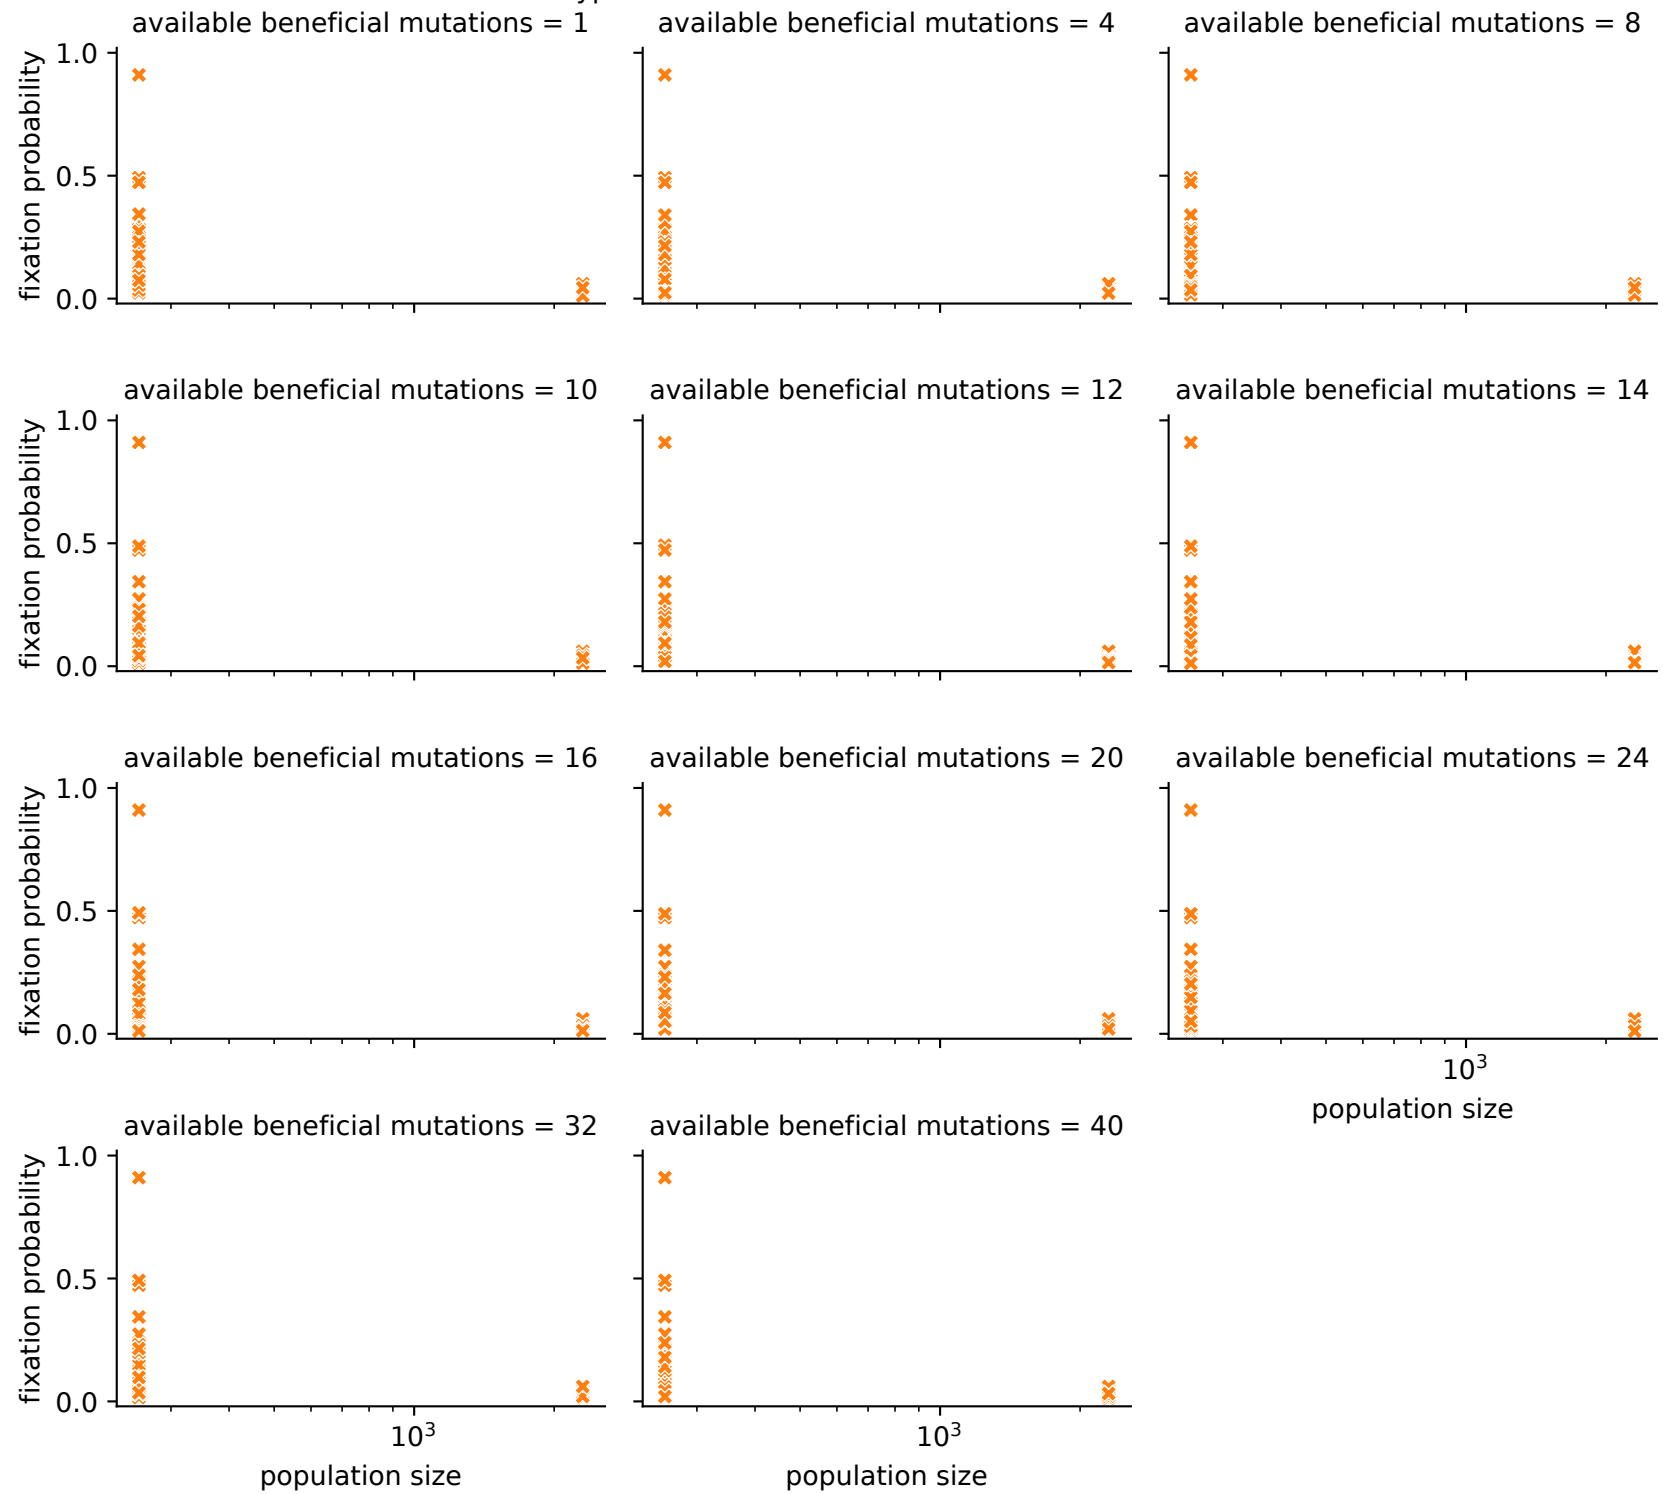 available beneficial mutations = 1
available beneficial mutations = 4
available beneficial mutations = 8
fixation probability
1.0
0.5
0.0
available beneficial mutations = 10
available beneficial mutations = 12
available beneficial mutations = 14
fixation probability
1.0
0.5
0.0
available beneficial mutations = 16
available beneficial mutations = 20
available beneficial mutations = 24
fixation probability
1.0
0.5
0.0
10³
population size
available beneficial mutations = 32
available beneficial mutations = 40
fixation probability
1.0
0.5
0.0
10³
10³
population size
population size